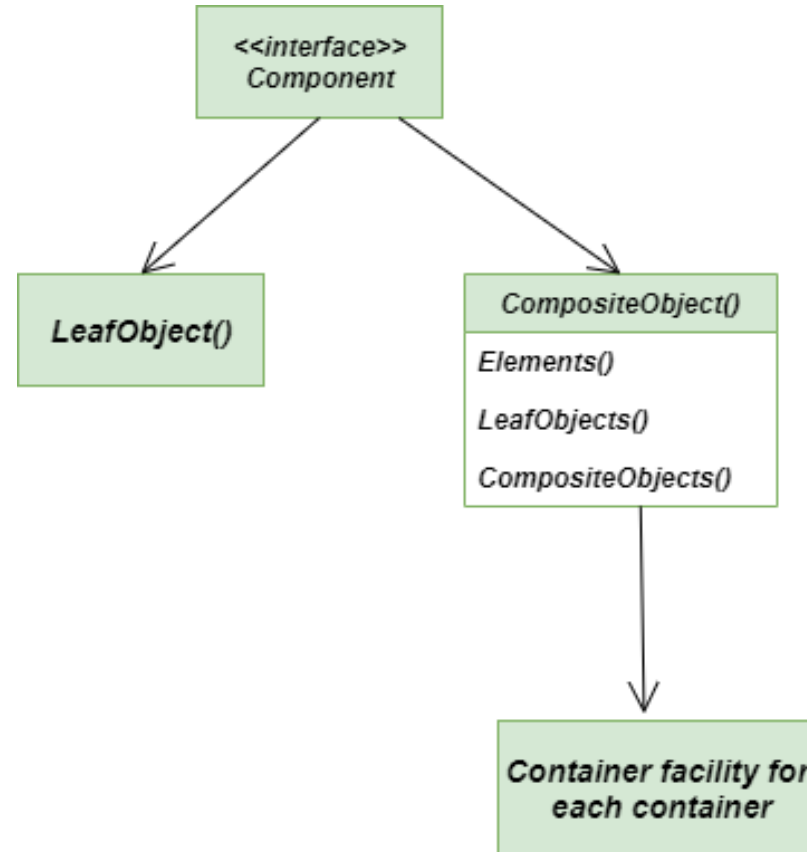 <<interface>>
Component
LeafObject()
CompositeObject()
Elements()
LeafObjects()
CompositeObjects()
Container facility for
each container